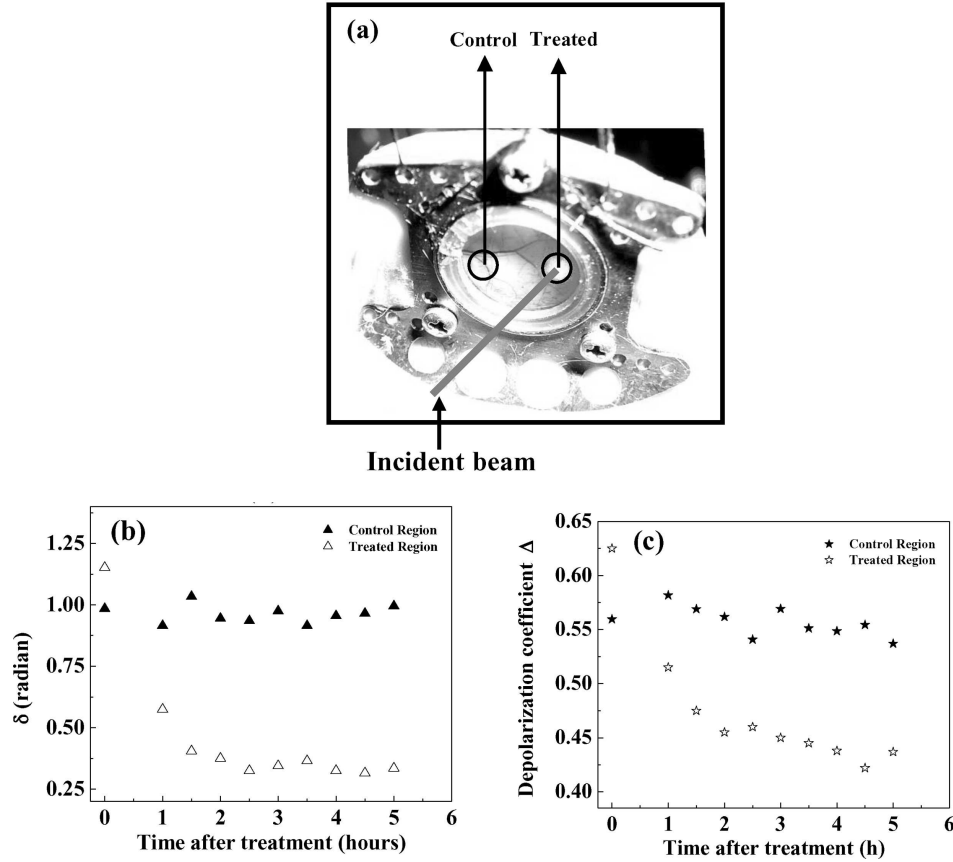 (a)
Control Treated
Incident beam
(b)
Control Region
Treated Region
1.25
1.00
0.75
0.50
0.25
δ (radian)
0 1 2 3 4 5 6
Time after treatment (hours)
(c)
Control Region
Treated Region
0.65
0.60
0.55
0.50
0.45
0.40
Depolarization coefficient Δ
0 1 2 3 4 5 6
Time after treatment (h)